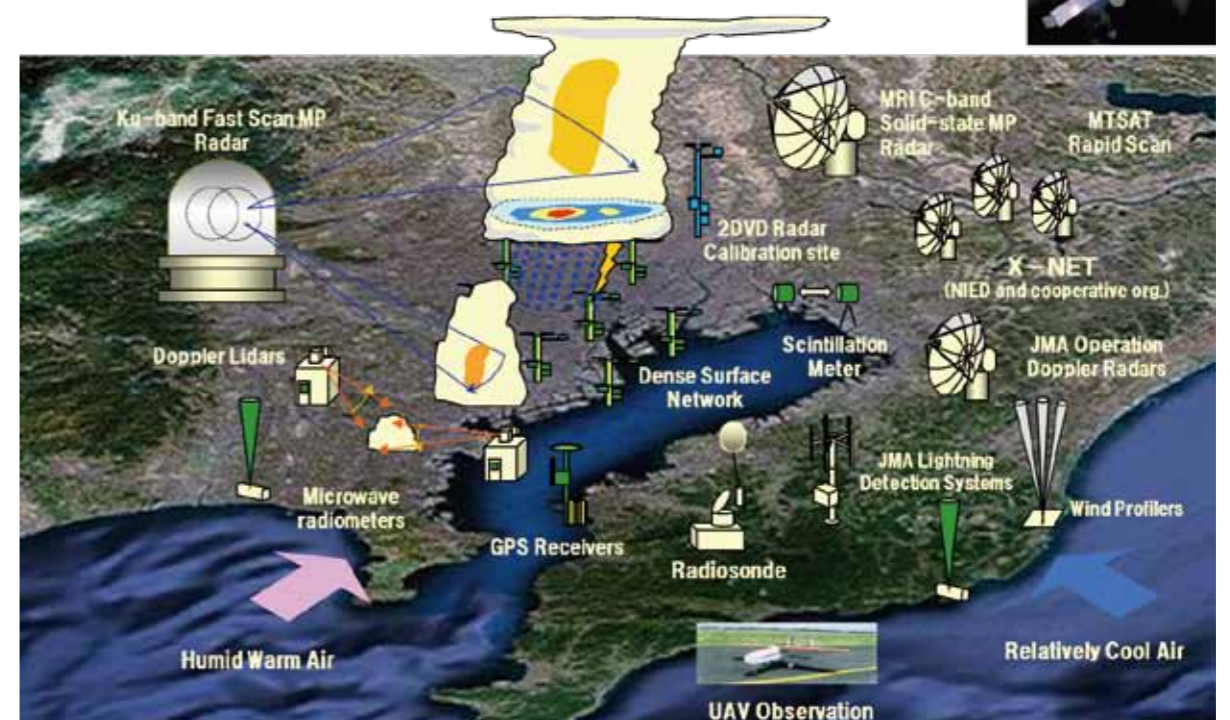 Ku-band Fast Scan MP
Radar
MRI C-band
Solid-state MP
Radar
MTSAT
Rapid Scan
2DVD Radar
Calibration site
X-NET
(NIED and cooperative org.)
Doppler Lidars
Dense Surface
Network
Scintillation
Meter
JMA Operation
Doppler Radars
Microwave
radiometers
GPS Receivers
Radiosonde
JMA Lightning
Detection Systems
Wind Profilers
Humid Warm Air
Relatively Cool Air
UAV Observation